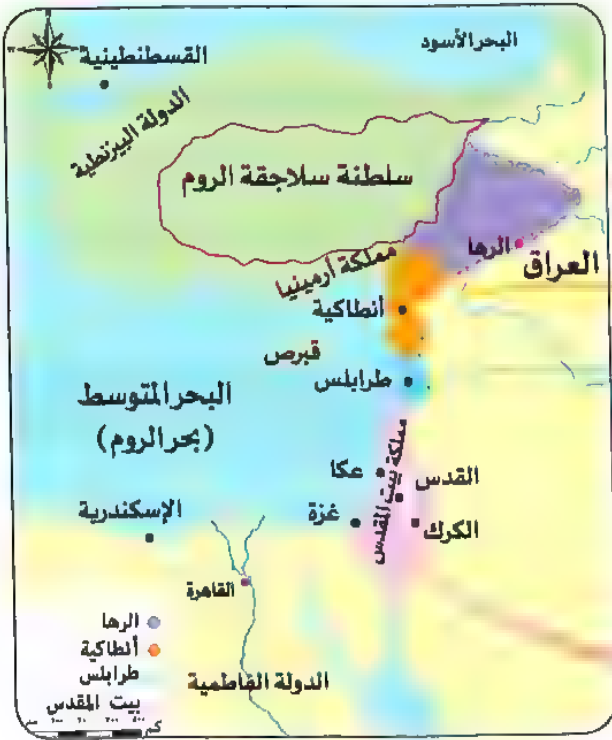 البحر الأسود
القسطنطينية
الدولة البيزنطية
سلطنة سلاجقة الروم
الرها
العراق
مملكة أرمينيا
أنطاكية
قبرص
طرابلس
البحر المتوسط
(بحر الروم)
مملكة بيت المقدس
عكا
القدس
غزة
الكرك
الإسكندرية
القاهرة
الدولة الفاطمية
الرها
أنطاكية
طرابلس
بيت المقدس
كم